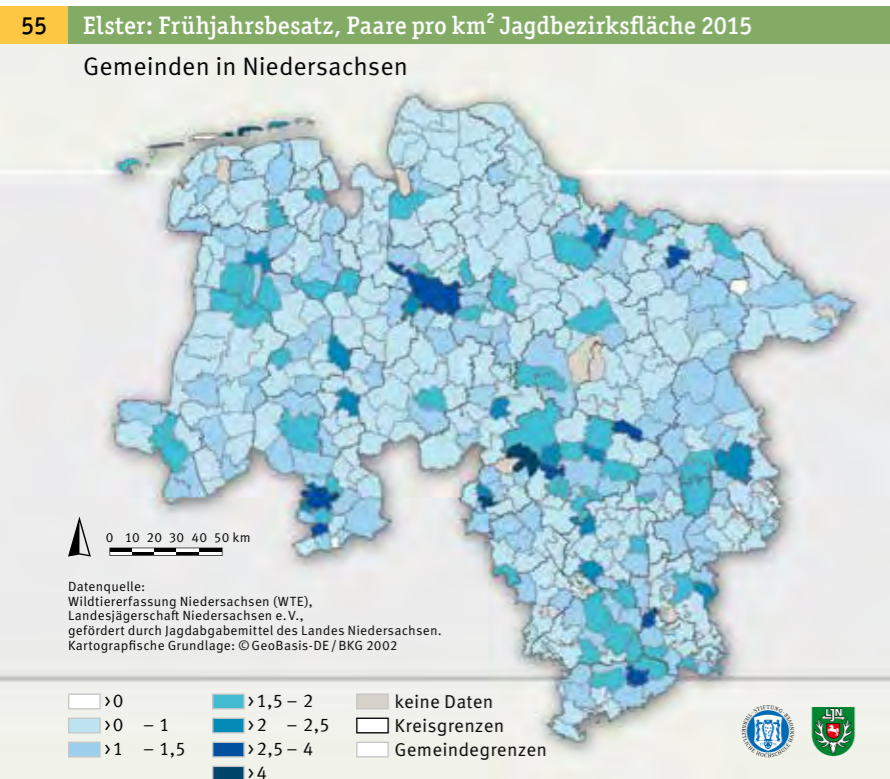 55 Elster: Frühjahrsbesatz, Paare pro km² Jagdbezirksfläche 2015
Gemeinden in Niedersachsen
0 10 20 30 40 50 km
Datenquelle:
Wildtiererfassung Niedersachsen (WTE),
Landesjägerschaft Niedersachsen e. V.,
gefördert durch Jagdabgabemittel des Landes Niedersachsen.
Kartografische Grundlage: © GeoBasis-DE / BKG 2002
>0
>0 – 1
>1 – 1,5
>1,5 – 2
>2 – 2,5
>2,5 – 4
>4
keine Daten
Kreisgrenzen
Gemeindegrenzen
LJN